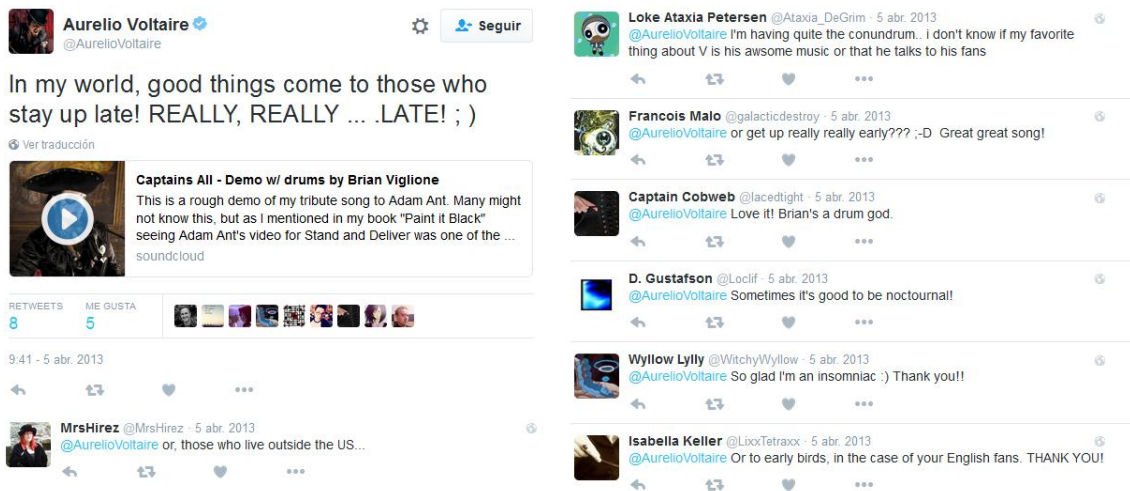 Aurelio Voltaire
@AurelioVoltaire
Seguir
In my world, good things come to those who
stay up late! REALLY, REALLY ... .LATE! ; )
Ver traducción
Captains All - Demo w/ drums by Brian Viglione
This is a rough demo of my tribute song to Adam Ant. Many might
not know this, but as I mentioned in my book "Paint it Black"
seeing Adam Ant's video for Stand and Deliver was one of the ...
soundcloud
RETWEETS ME GUSTA
8 5
9:41 - 5 abr. 2013
MrsHirez @MrsHirez · 5 abr. 2013
@AurelioVoltaire or, those who live outside the US...
Loke Ataxia Petersen @Ataxia_DeGrim · 5 abr. 2013
@AurelioVoltaire I'm having quite the conundrum.. i don't know if my favorite
thing about V is his awsome music or that he talks to his fans
Francois Malo @galacticdestroy · 5 abr. 2013
@AurelioVoltaire or get up really really early??? ;-D Great great song!
Captain Cobweb @lacedtight · 5 abr. 2013
@AurelioVoltaire Love it! Brian's a drum god.
D. Gustafson @Loclif · 5 abr. 2013
@AurelioVoltaire Sometimes it's good to be noctournal!
Wyllow Lylly @WitchyWyllow · 5 abr. 2013
@AurelioVoltaire So glad I'm an insomniac :) Thank you!!
Isabella Keller @LixxTetraxx · 5 abr. 2013
@AurelioVoltaire Or to early birds, in the case of your English fans. THANK YOU!